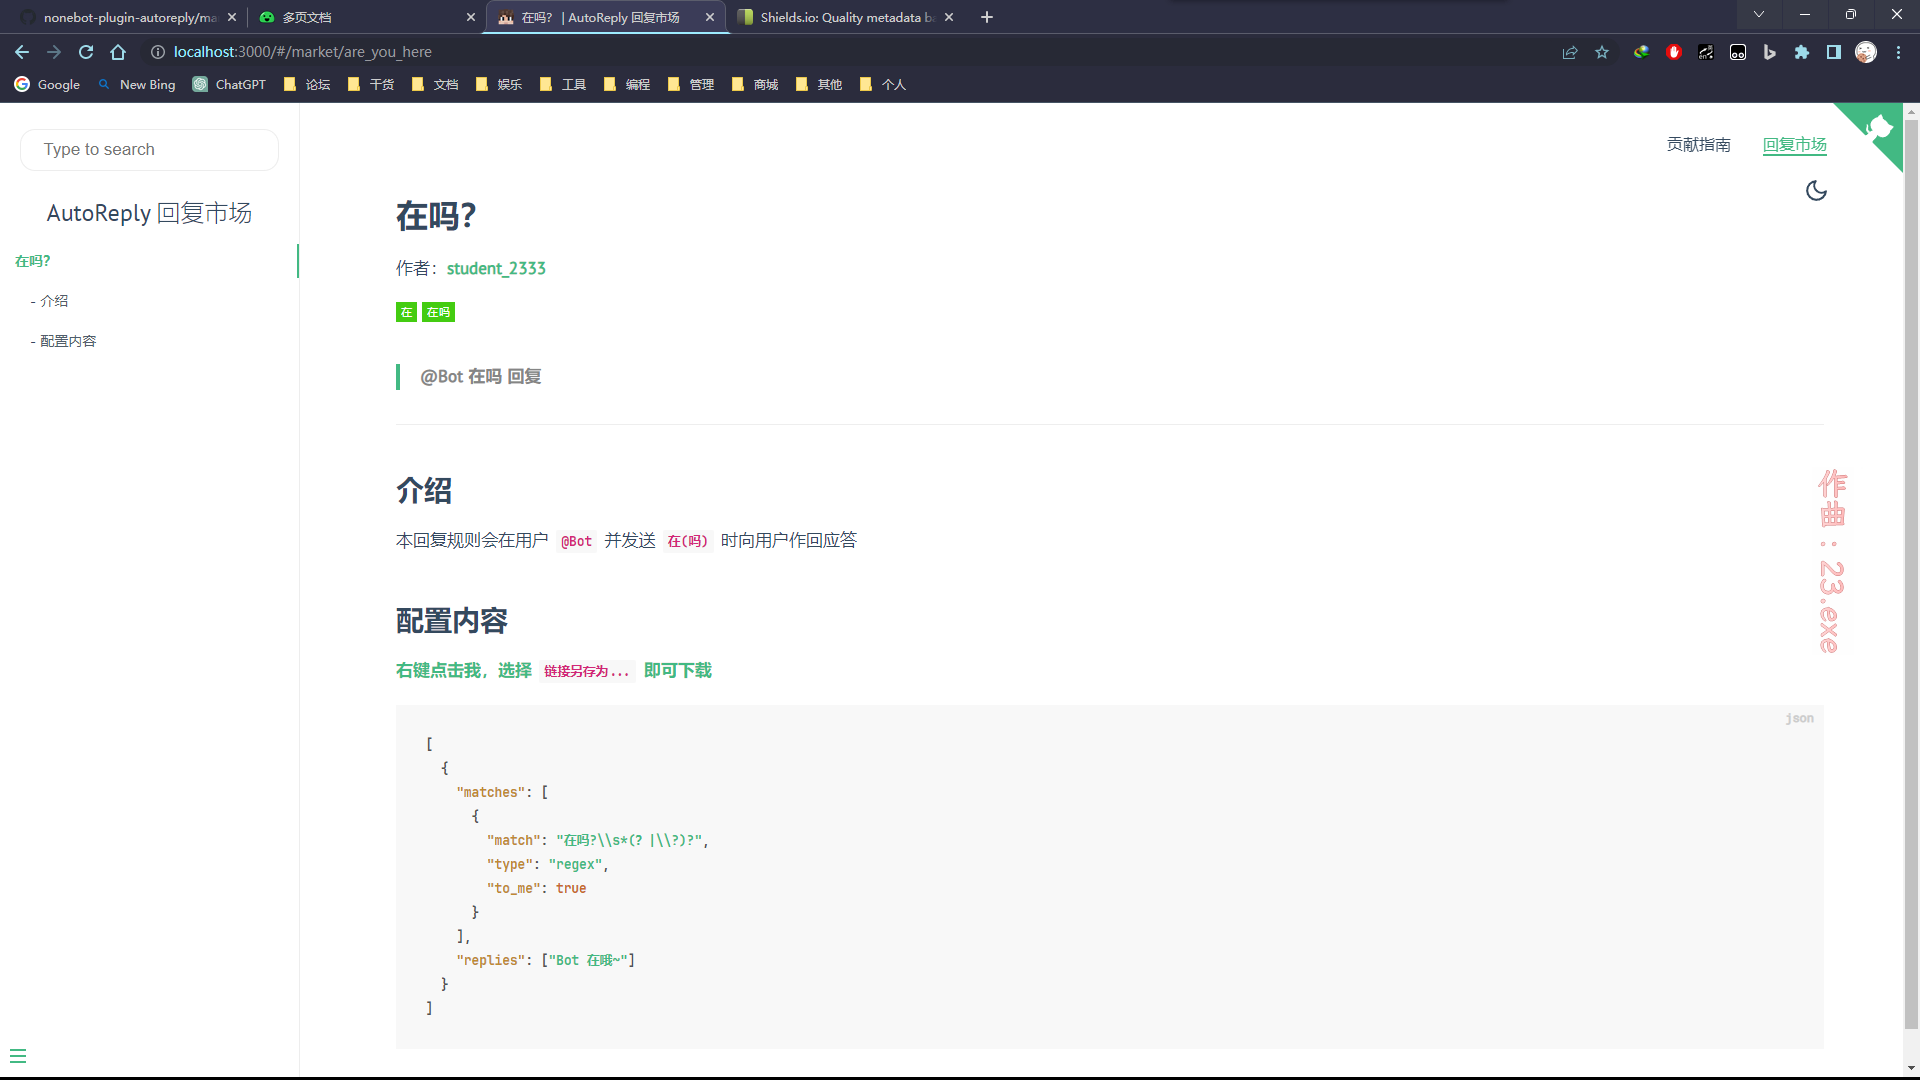 nonebot-plugin-autoreply/ma
多页文档
在吗？ | AutoReply 回复市场
Shields.io: Quality metadata b
localhost:3000/#/market/are_you_here
Google
New Bing
ChatGPT
论坛
干货
文档
娱乐
工具
编程
管理
商城
其他
个人
Type to search
贡献指南
回复市场
AutoReply 回复市场
在吗？
- 介绍
- 配置内容
在吗？
作者：student_2333
在 在吗
@Bot 在吗 回复
介绍
本回复规则会在用户 @Bot 并发送 在(吗) 时向用户作回应答
配置内容
右键点击我，选择 链接另存为... 即可下载
json
[
{
"matches": [
{
"match": "在吗?\\s*(？|\\?)?",
"type": "regex",
"to_me": true
}
],
"replies": ["Bot 在哦~"]
}
]
作曲：23.exe